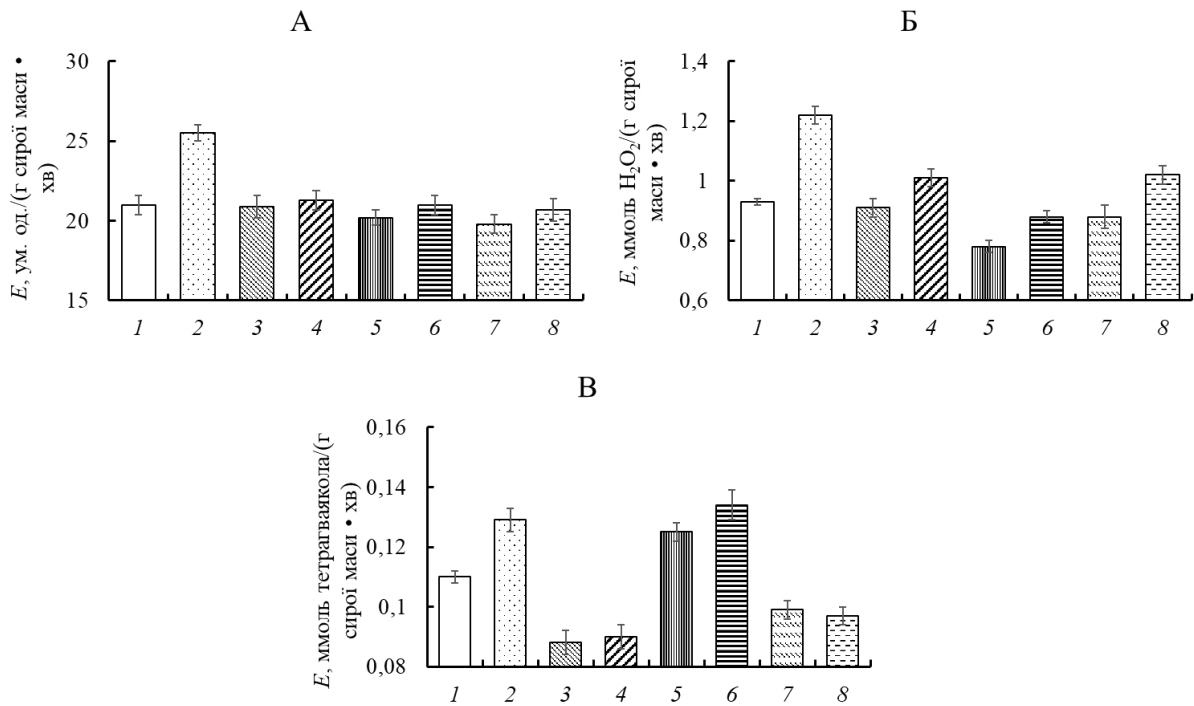 А
E, ум. од./(г сирої маси •
хв)
30
25
20
15
1 2 3 4 5 6 7 8
Б
E, ммоль H₂O₂/(г сирої
маси • хв)
1,4
1,2
1
0,8
0,6
1 2 3 4 5 6 7 8
В
E, ммоль тетрагваякола/(г
сирої маси • хв)
0,16
0,14
0,12
0,1
0,08
1 2 3 4 5 6 7 8